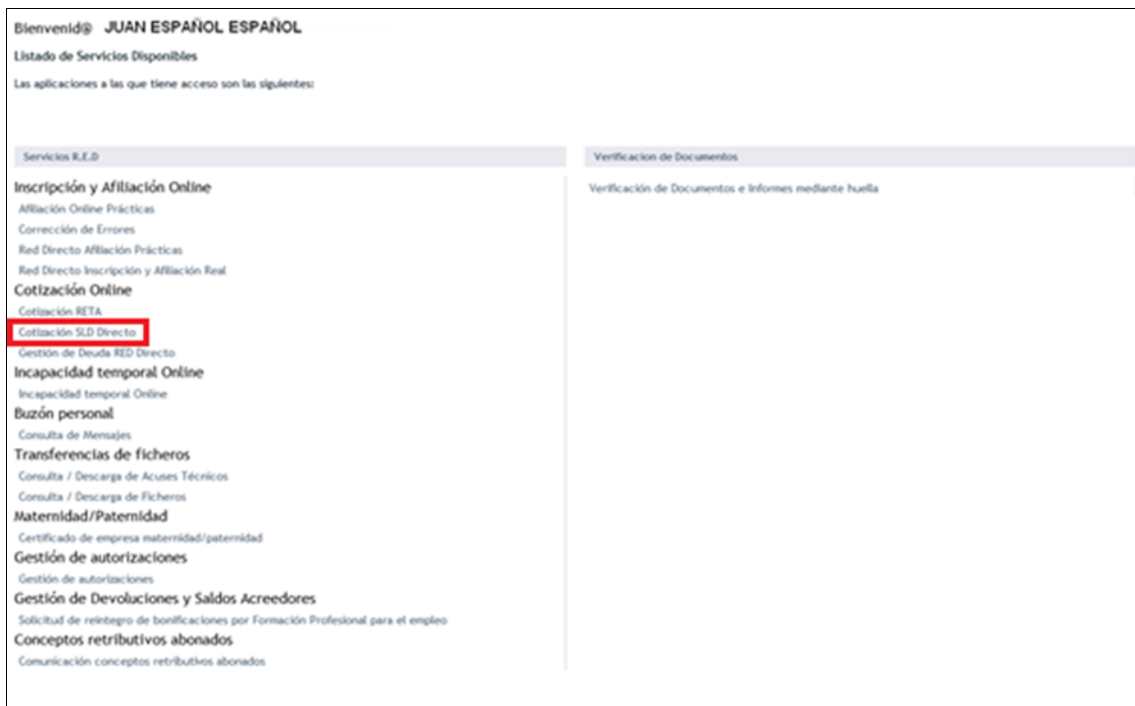 Bienvenid@ JUAN ESPAÑOL ESPAÑOL
Listado de Servicios Disponibles
Las aplicaciones a las que tiene acceso son las siguientes:
Servicios R.E.D
Inscripción y Afiliación Online
Afiliación Online Prácticas
Corrección de Errores
Red Directo Afiliación Prácticas
Red Directo Inscripción y Afiliación Real
Cotización Online
Cotización RETA
Cotización SLD Directo
Gestión de Deuda RED Directo
Incapacidad temporal Online
Incapacidad temporal Online
Buzón personal
Consulta de Mensajes
Transferencias de ficheros
Consulta / Descarga de Acuses Técnicos
Consulta / Descarga de Ficheros
Maternidad/Paternidad
Certificado de empresa maternidad/paternidad
Gestión de autorizaciones
Gestión de autorizaciones
Gestión de Devoluciones y Saldos Acreedores
Solicitud de reintegro de bonificaciones por Formación Profesional para el empleo
Conceptos retributivos abonados
Comunicación conceptos retributivos abonados
Verificacion de Documentos
Verificación de Documentos e Informes mediante huella